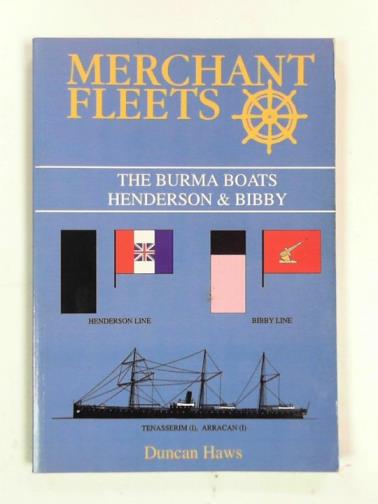 MERCHANT
FLEETS
THE BURMA BOATS
HENDERSON & BIBBY
HENDERSON LINE
BIBBY LINE
TENASSERIM (I), ARRACAN (I)
Duncan Haws